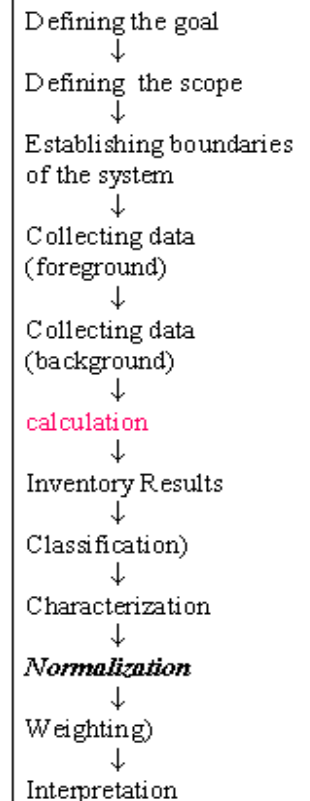 Defining the goal
↓
Defining the scope
↓
Establishing boundaries
of the system
↓
Collecting data
(foreground)
↓
Collecting data
(background)
↓
calculation
↓
Inventory Results
↓
Classification)
↓
Characterization
↓
Normalization
↓
Weighting)
↓
Interpretation